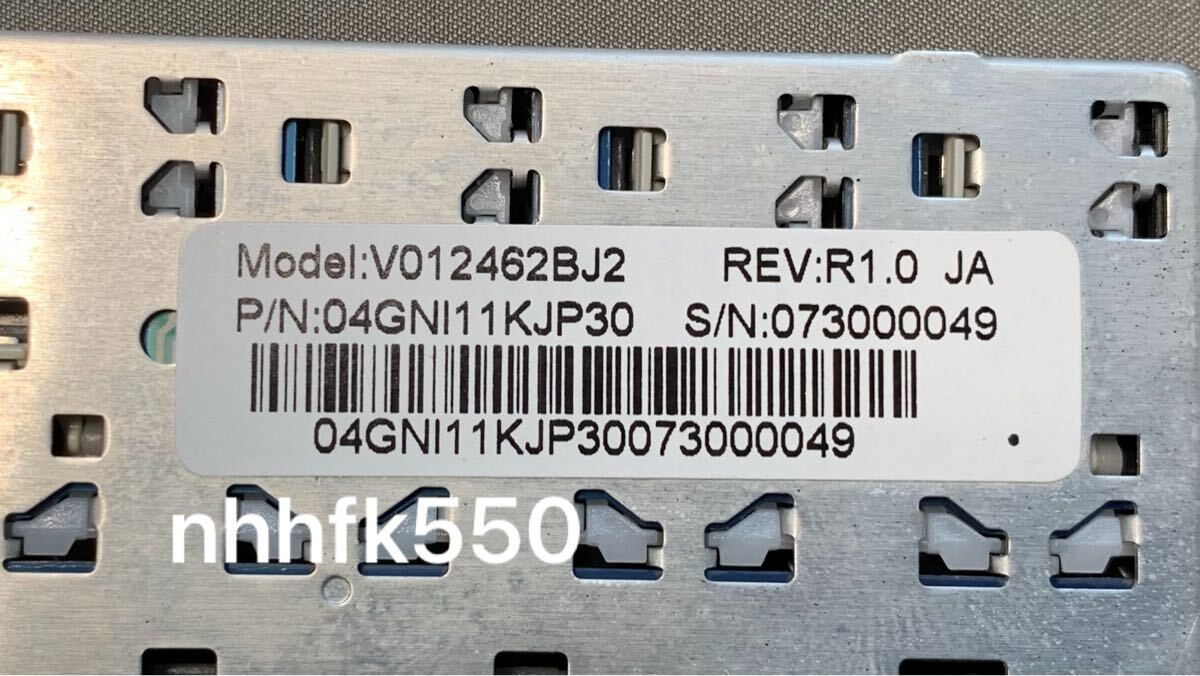 Model:V012462BJ2 REV:R1.0 JA
P/N:04GNI11KJP30 S/N:073000049
04GNI11KJP30073000049
nhhfk550